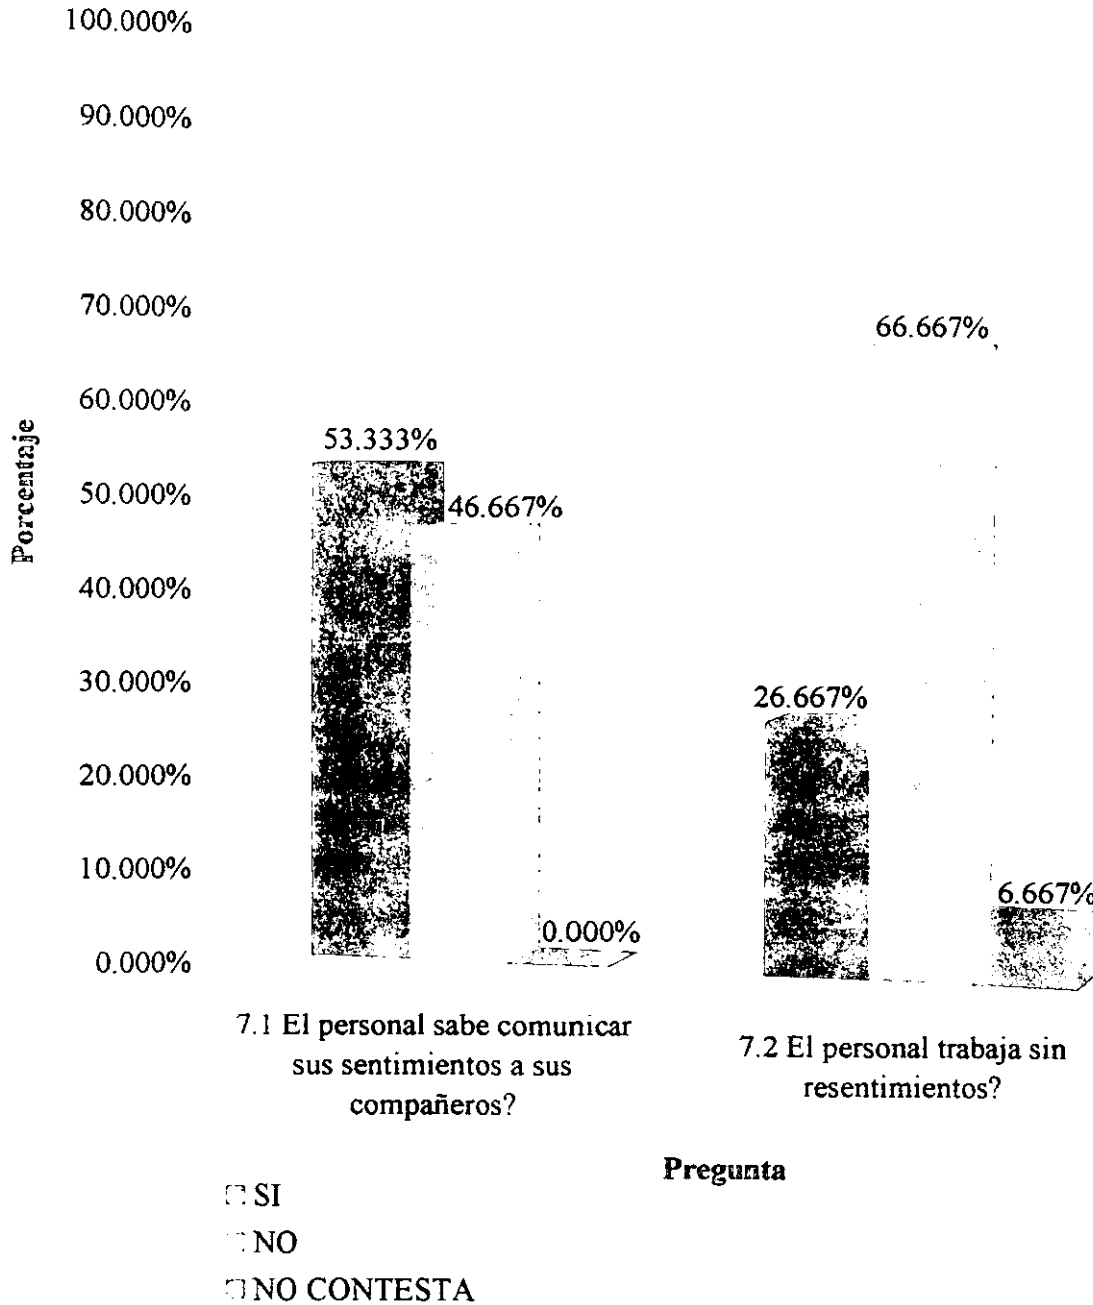 100.000%
90.000%
80.000%
70.000%
60.000%
50.000%
40.000%
30.000%
20.000%
10.000%
0.000%
Porcentaje
53.333%
46.667%
0.000%
26.667%
66.667%
6.667%
7.1 El personal sabe comunicar
sus sentimientos a sus
compañeros?
7.2 El personal trabaja sin
resentimientos?
Pregunta
SI
NO
NO CONTESTA